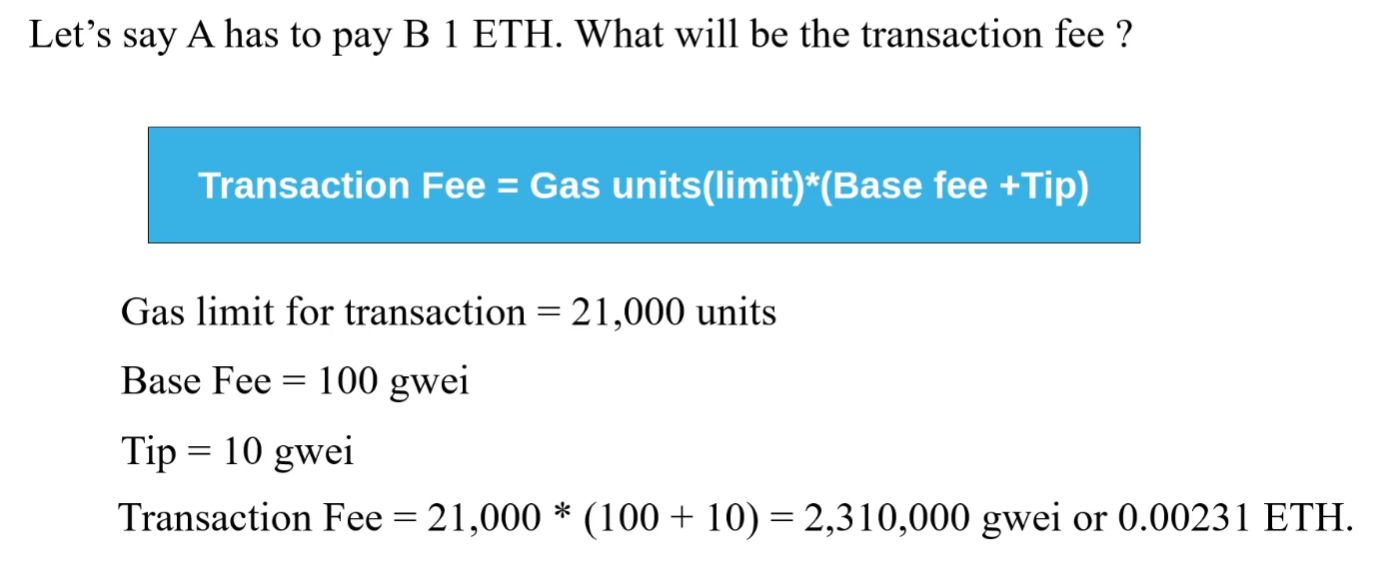 Let’s say A has to pay B 1 ETH. What will be the transaction fee ?
Transaction Fee = Gas units(limit)*(Base fee +Tip)
Gas limit for transaction = 21,000 units
Base Fee = 100 gwei
Tip = 10 gwei
Transaction Fee = 21,000 * (100 + 10) = 2,310,000 gwei or 0.00231 ETH.